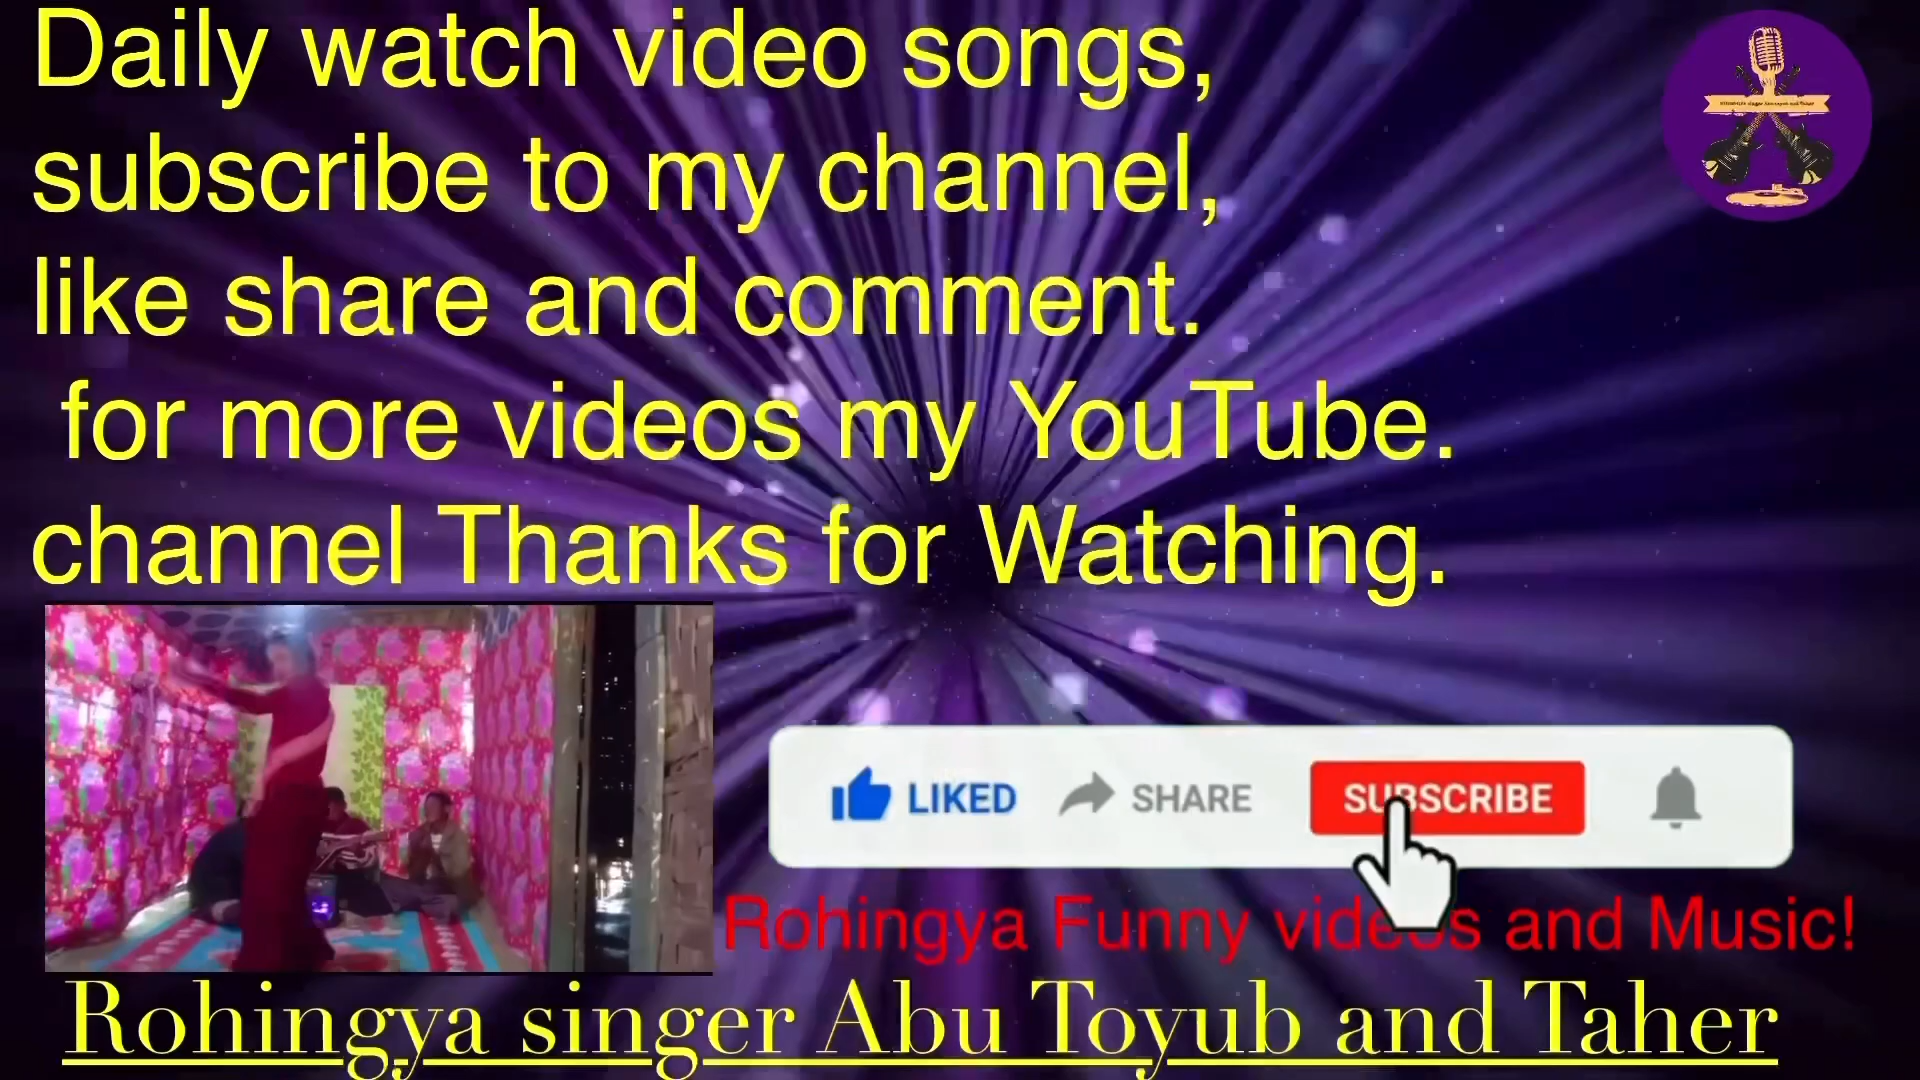 Daily watch video songs,
subscribe to my channel,
like share and comment.
for more videos my YouTube.
channel Thanks for Watching.
LIKED SHARE SUBSCRIBE
Rohingya Funny videos and Music!
Rohingya singer Abu Toyub and Taher